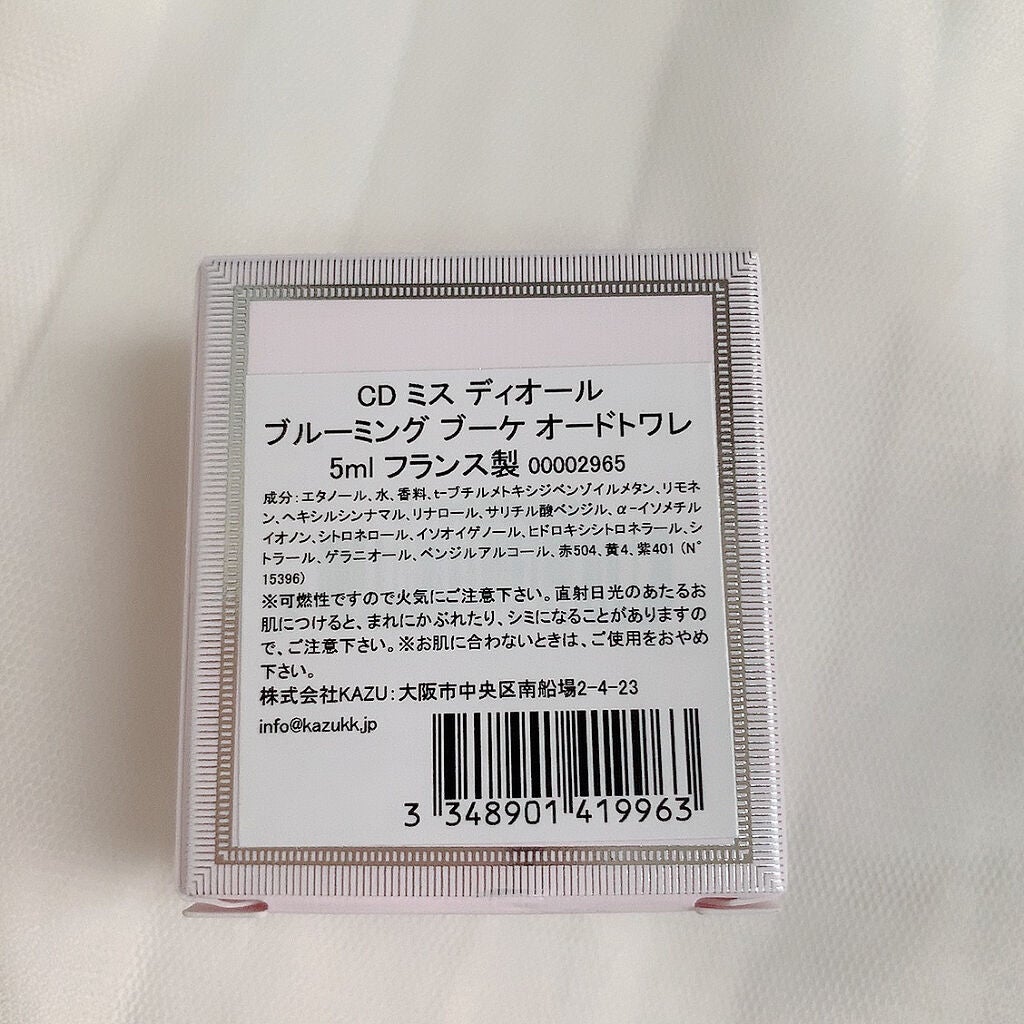 CD ミス ディオール
ブルーミング ブーケ オードトワレ
5ml フランス製 00002965
成分：エタノール、水、香料、t-ブチルメトキシジベンゾイルメタン、リモネ
ン、ヘキシルシンナマル、リナロール、サリチル酸ベンジル、α-イソメチル
イオノン、シトロネロール、イソオイゲノール、ヒドロキシシトロネラール、シ
トラール、ゲラニオール、ベンジルアルコール、赤504、黄4、紫401 (N°
15396)
※可燃性ですので火気にご注意下さい。直射日光のあたるお
肌につけると、まれにかぶれたり、シミになることがありますの
で、ご注意下さい。※お肌に合わないときは、ご使用をおやめ
下さい。
株式会社KAZU：大阪市中央区南船場2-4-23
info@kazukk.jp
3 348901 419963